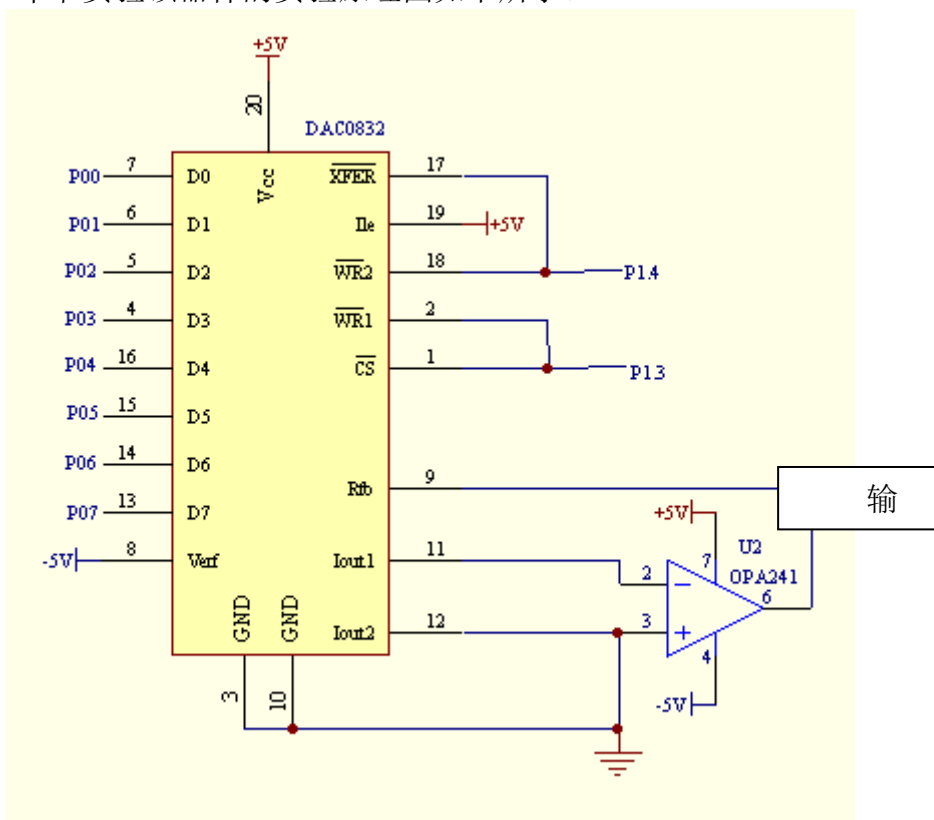 +5V
20
DAC0832
P00 7 D0 Vcc XFER 17
P01 6 D1 Ile 19 +5V
P02 5 D2 WR2 18 P1.4
P03 4 D3 WR1 2
P04 16 D4 CS 1 P1.3
P05 15 D5
P06 14 D6
Rfb 9 输
P07 13 D7 +5V
-5V 8 Verf Iout1 11 7 U2
2 OPA241
GND GND Iout2 12 3 6
4
3 10 -5V